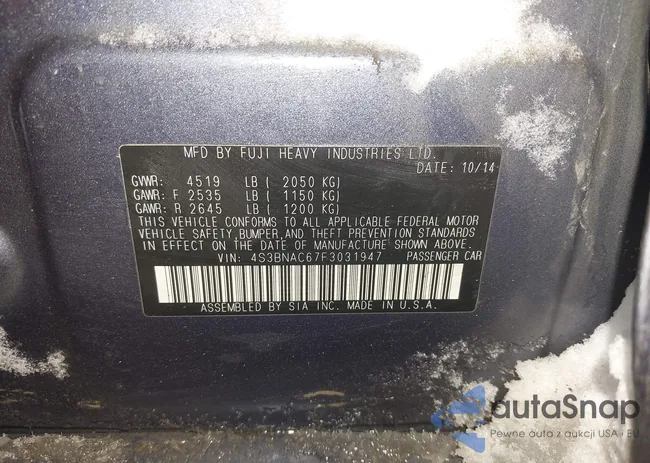 MFD BY FUJI HEAVY INDUSTRIES LTD.
DATE: 10/14
GVWR: 4519 LB ( 2050 KG)
GAWR: F 2535 LB ( 1150 KG)
GAWR: R 2645 LB ( 1200 KG)
THIS VEHICLE CONFORMS TO ALL APPLICABLE FEDERAL MOTOR
VEHICLE SAFETY, BUMPER, AND THEFT PREVENTION STANDARDS
IN EFFECT ON THE DATE OF MANUFACTURE SHOWN ABOVE.
VIN: 4S3BNAC67F3031947 PASSENGER CAR
ASSEMBLED BY SIA INC. MADE IN U.S.A.
autaSnap
Pewne auta z aukcji USA - EU